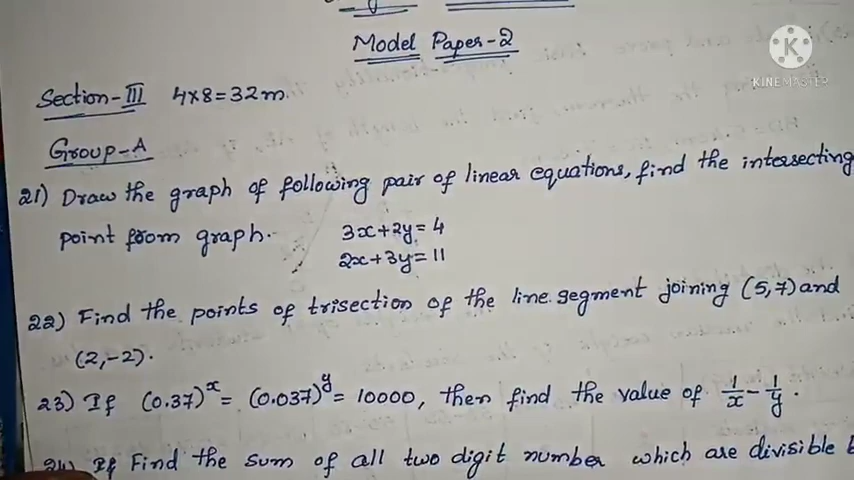 Model Paper-2
KINEMASTER
Section-III 4×8=32m.
Group-A
21) Draw the graph of following pair of linear equations, find the intersecting
point from graph. 3x+2y=4
2x+3y=11
22) Find the points of trisection of the line segment joining (5,7) and
(2,-2).
23) If (0.37)^x = (0.037)^y = 10000, then find the value of 1/x - 1/y.
24) If Find the sum of all two digit number which are divisible